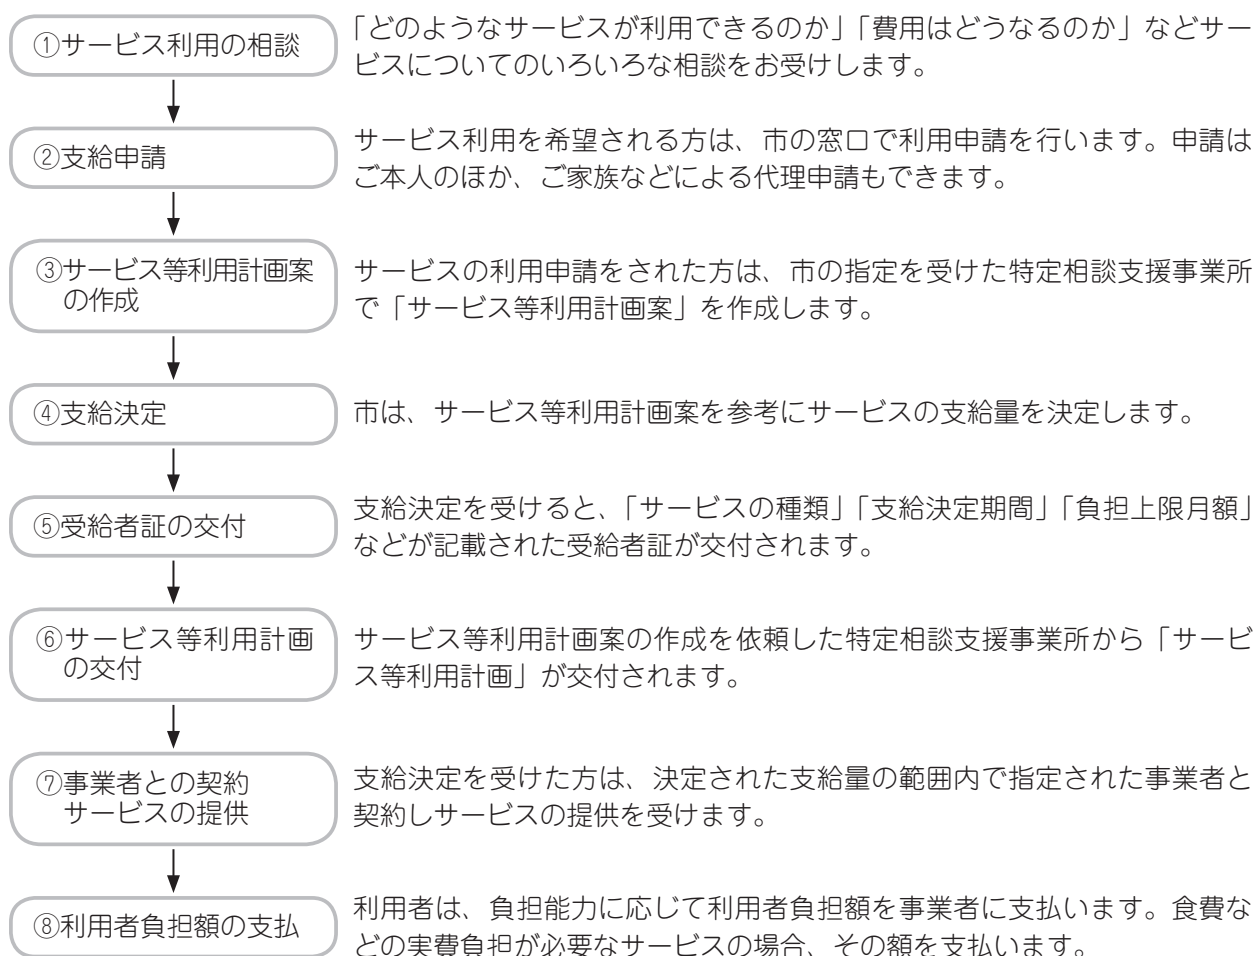 ①サービス利用の相談
「どのようなサービスが利用できるのか」「費用はどうなるのか」などサー
ビスについてのいろいろな相談をお受けします。
②支給申請
サービス利用を希望される方は、市の窓口で利用申請を行います。申請は
ご本人のほか、ご家族などによる代理申請もできます。
③サービス等利用計画案
の作成
サービスの利用申請をされた方は、市の指定を受けた特定相談支援事業所
で「サービス等利用計画案」を作成します。
④支給決定
市は、サービス等利用計画案を参考にサービスの支給量を決定します。
⑤受給者証の交付
支給決定を受けると、「サービスの種類」「支給決定期間」「負担上限月額」
などが記載された受給者証が交付されます。
⑥サービス等利用計画
の交付
サービス等利用計画案の作成を依頼した特定相談支援事業所から「サービ
ス等利用計画」が交付されます。
⑦事業者との契約
サービスの提供
支給決定を受けた方は、決定された支給量の範囲内で指定された事業者と
契約しサービスの提供を受けます。
⑧利用者負担額の支払
利用者は、負担能力に応じて利用者負担額を事業者に支払います。食費な
どの実費負担が必要なサービスの場合、その額を支払います。